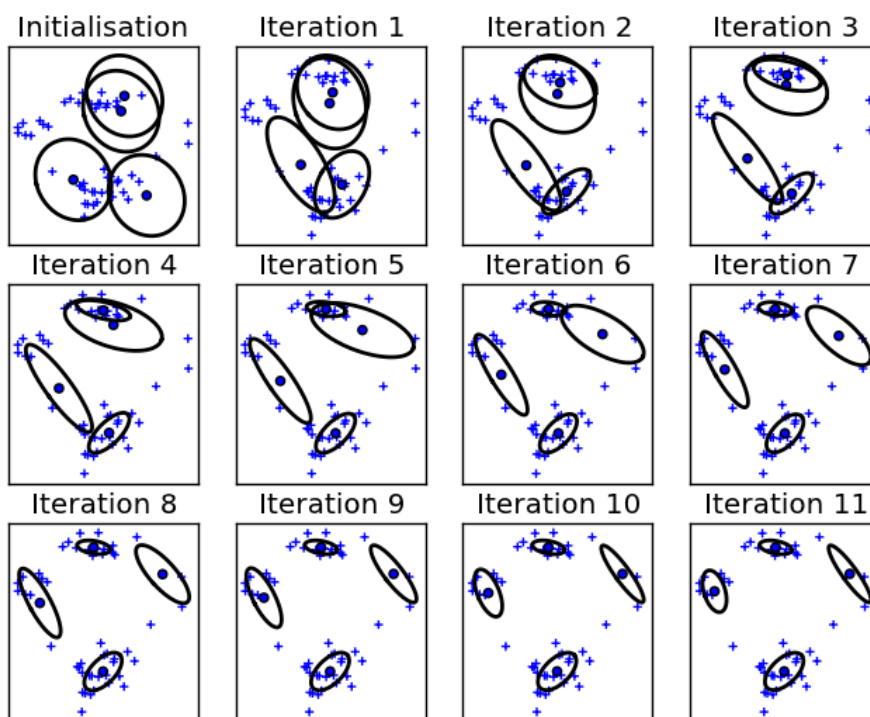 Initialisation
Iteration 1
Iteration 2
Iteration 3
Iteration 4
Iteration 5
Iteration 6
Iteration 7
Iteration 8
Iteration 9
Iteration 10
Iteration 11